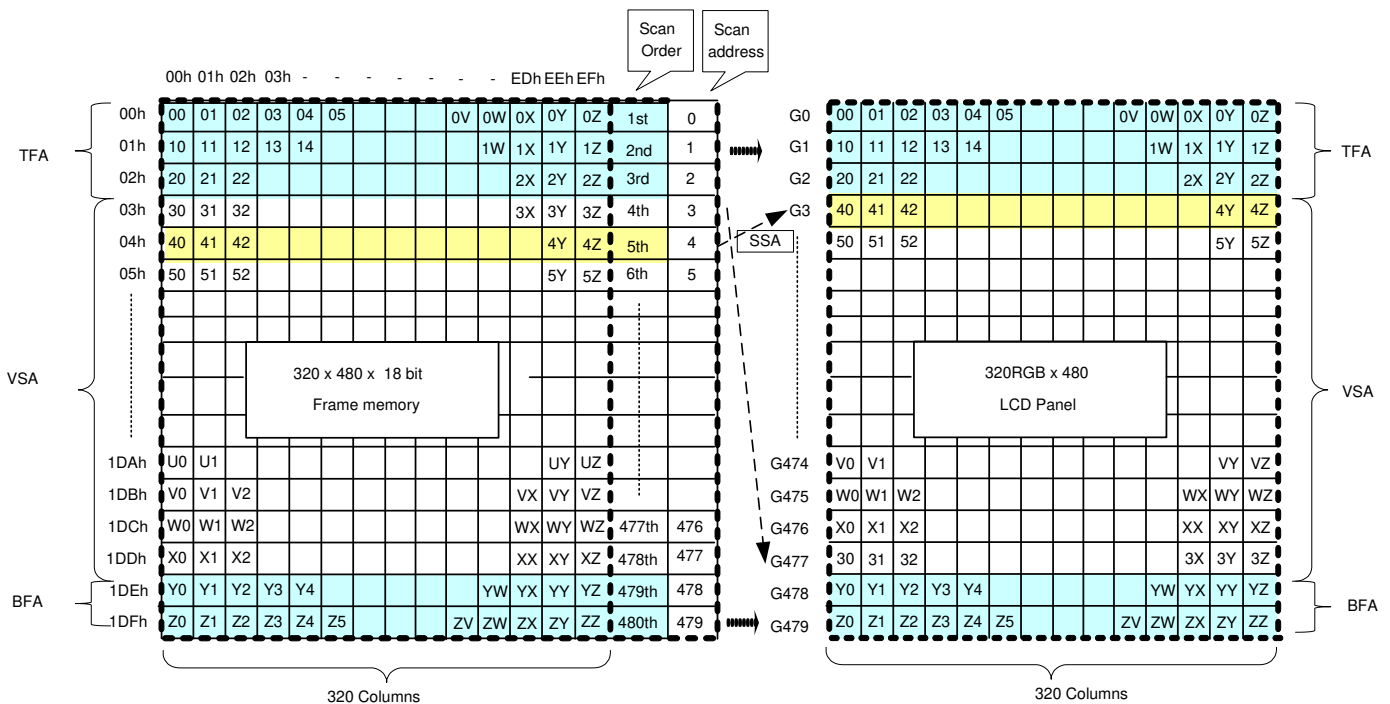 Scan Order Scan address
00h 01h 02h 03h - - - - - - - EDh EEh EFh
00h 00 01 02 03 04 05 0V 0W 0X 0Y 0Z 1st 0 G0 00 01 02 03 04 05 0V 0W 0X 0Y 0Z
TFA 01h 10 11 12 13 14 1W 1X 1Y 1Z 2nd 1 G1 10 11 12 13 14 1W 1X 1Y 1Z TFA
02h 20 21 22 2X 2Y 2Z 3rd 2 G2 20 21 22 2X 2Y 2Z
03h 30 31 32 3X 3Y 3Z 4th 3 G3 40 41 42 4Y 4Z
04h 40 41 42 4Y 4Z 5th 4 SSA 50 51 52 5Y 5Z
05h 50 51 52 5Y 5Z 6th 5
VSA 320 x 480 x 18 bit 320RGB x 480 VSA
Frame memory LCD Panel
1DAh U0 U1 UY UZ G474 V0 V1 VY VZ
1DBh V0 V1 V2 VX VY VZ G475 W0 W1 W2 WX WY WZ
1DCh W0 W1 W2 WX WY WZ 477th 476 G476 X0 X1 X2 XX XY XZ
1DDh X0 X1 X2 XX XY XZ 478th 477 G477 30 31 32 3X 3Y 3Z
BFA 1DEh Y0 Y1 Y2 Y3 Y4 YW YX YY YZ 479th 478 G478 Y0 Y1 Y2 Y3 Y4 YW YX YY YZ BFA
1DFh Z0 Z1 Z2 Z3 Z4 Z5 ZV ZW ZX ZY ZZ 480th 479 G479 Z0 Z1 Z2 Z3 Z4 Z5 ZV ZW ZX ZY ZZ
320 Columns 320 Columns